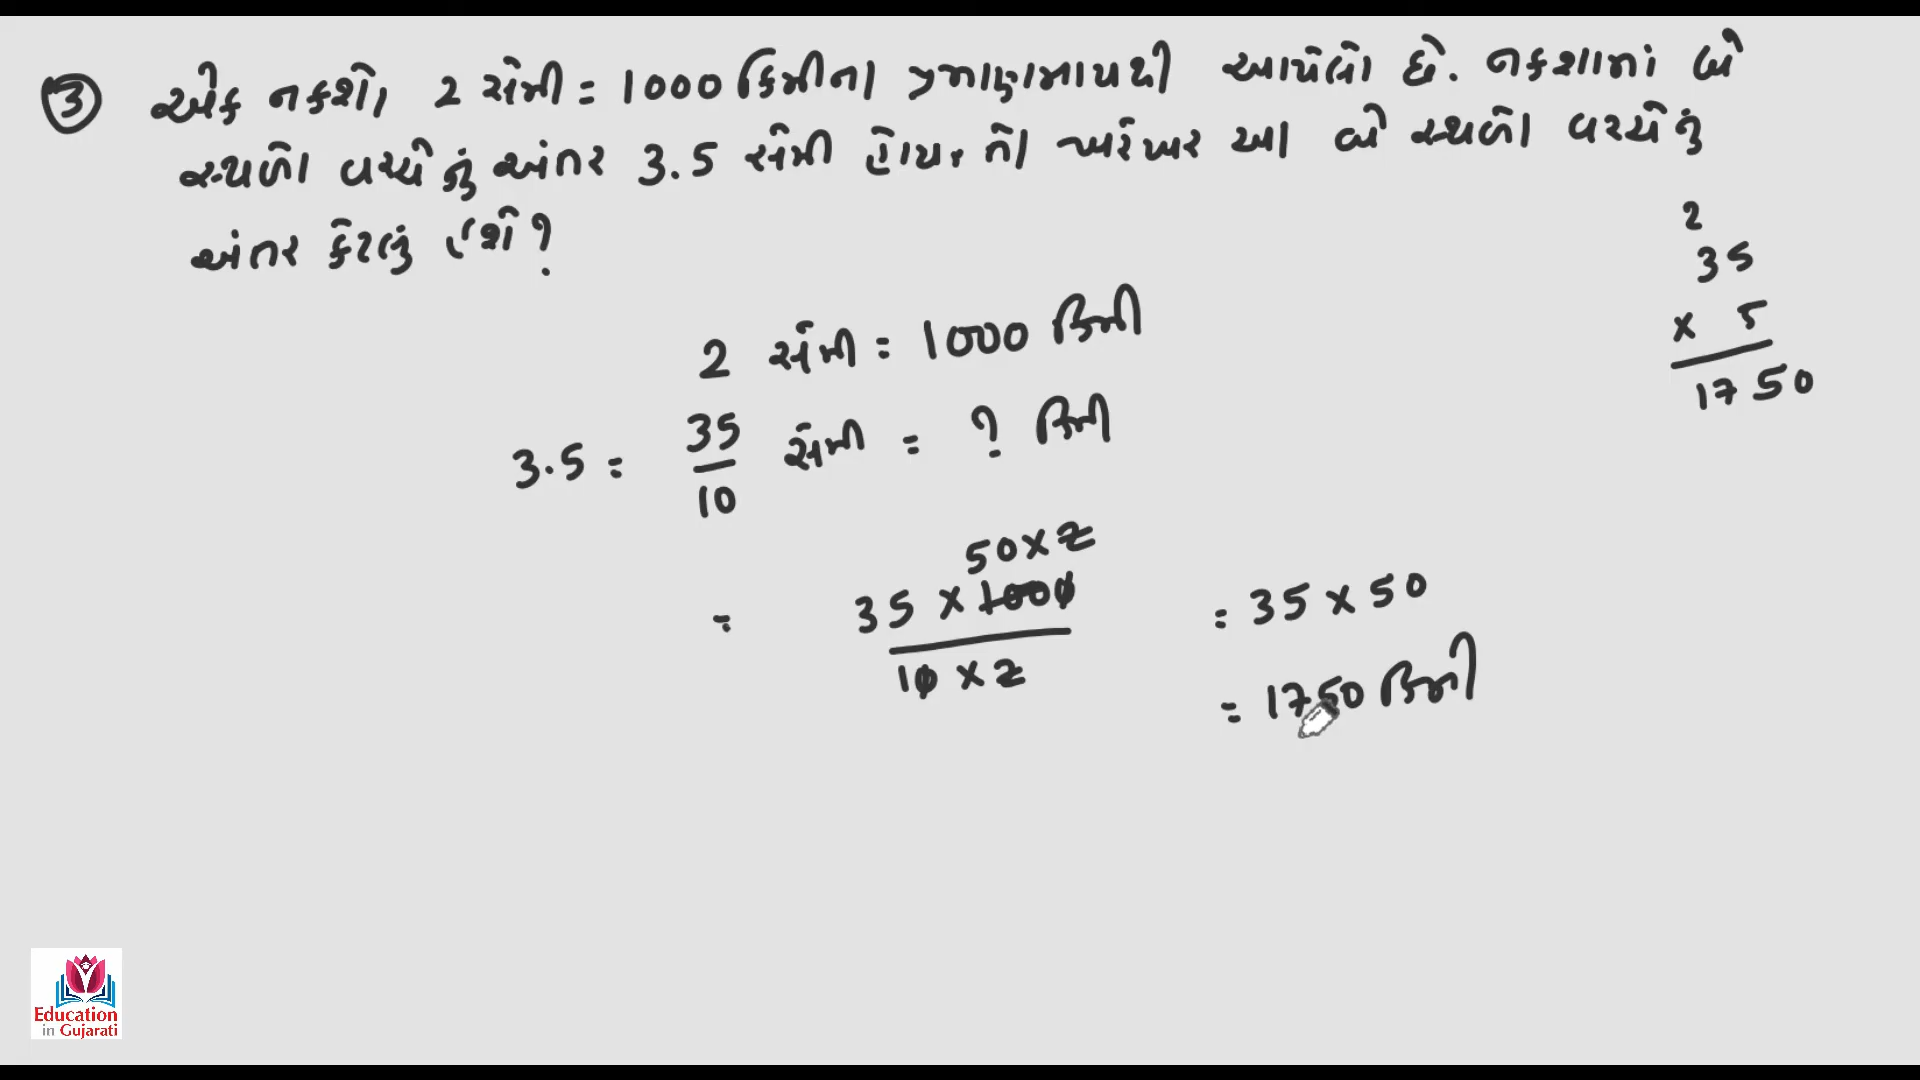 ③ એક નકશો 2 સેમી = 1000 કિમીના પ્રમાણમાપથી આપેલો છે. નકશામાં બે
સ્થળો વચ્ચેનું અંતર 3.5 સેમી હોય. તો ખરેખર આ બે સ્થળો વચ્ચેનું
અંતર કેટલું હશે?
2 સેમી = 1000 કિમી
3.5 = 35/10 સેમી = ? કિમી
50 × 2
= 35 × 1000 / 10 × 2 = 35 × 50
= 1750 કિમી
2
35
× 5
1750
Education
in Gujarati